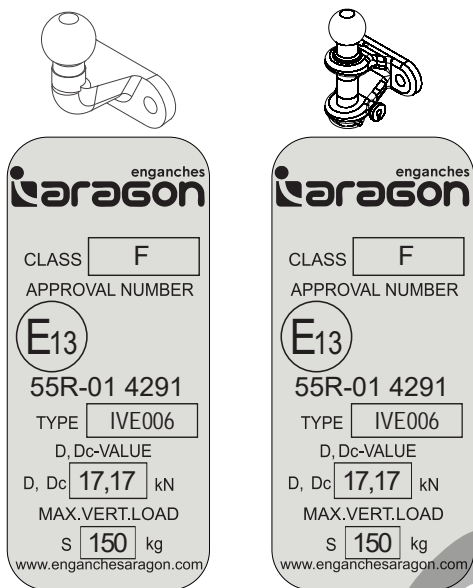 enganches
aragon
CLASS F
APPROVAL NUMBER
E13
55R-01 4291
TYPE IVE006
D, Dc-VALUE
D, Dc 17,17 kN
MAX.VERT.LOAD
S 150 kg
www.enganchesaragon.com
enganches
aragon
CLASS F
APPROVAL NUMBER
E13
55R-01 4291
TYPE IVE006
D, Dc-VALUE
D, Dc 17,17 kN
MAX.VERT.LOAD
S 150 kg
www.enganchesaragon.com